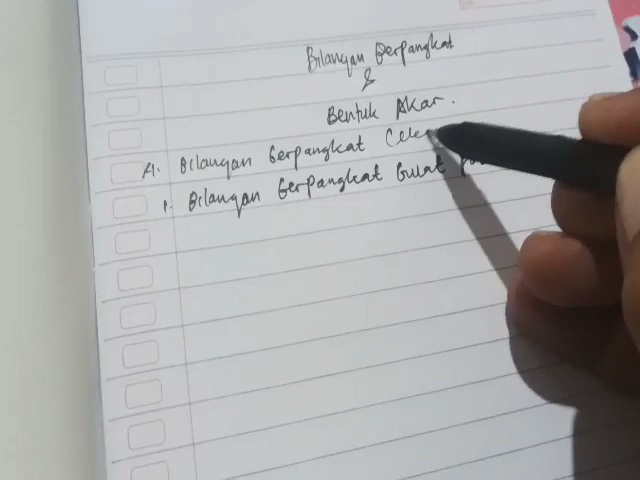 Bilangan Berpangkat
&
Bentuk Akar.
A. Bilangan berpangkat
1. Bilangan berpangkat bulat